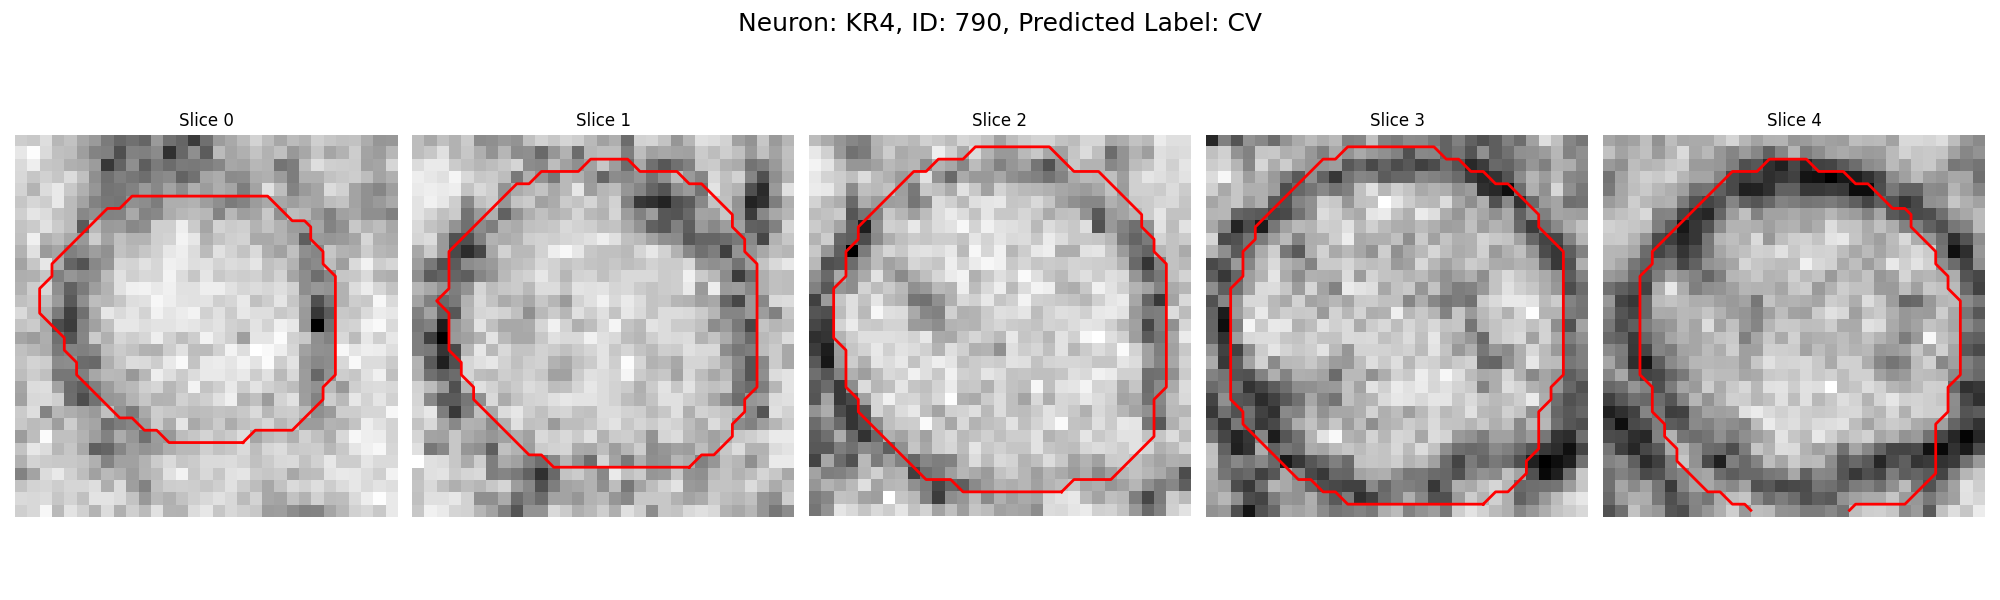 Neuron: KR4, ID: 790, Predicted Label: CV
Slice 0
Slice 1
Slice 2
Slice 3
Slice 4